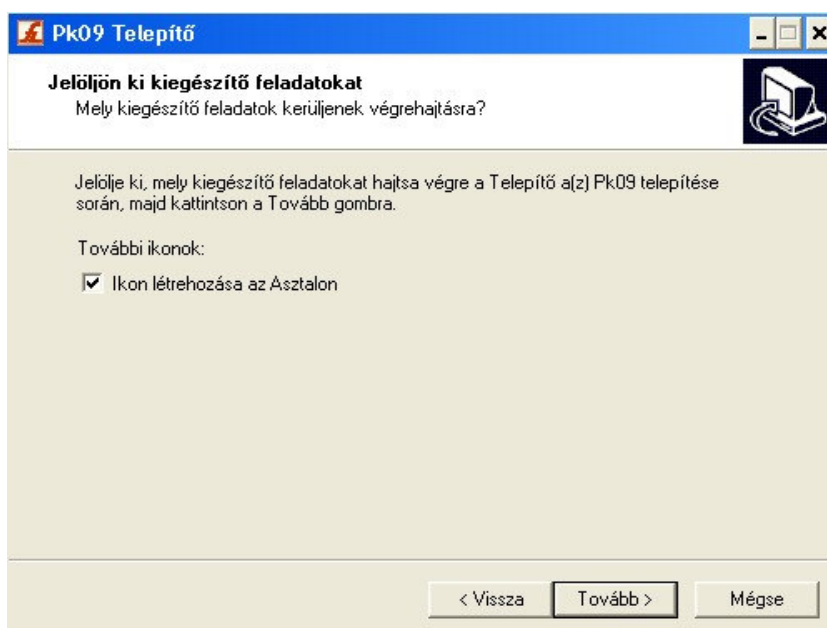 Pk09 Telepítő
Jelöljön ki kiegészítő feladatokat
Mely kiegészítő feladatok kerüljenek végrehajtásra?
Jelölje ki, mely kiegészítő feladatokat hajtsa végre a Telepítő a(z) Pk09 telepítése
során, majd kattintson a Tovább gombra.
További ikonok:
Ikon létrehozása az Asztalon
< Vissza
Tovább >
Mégse